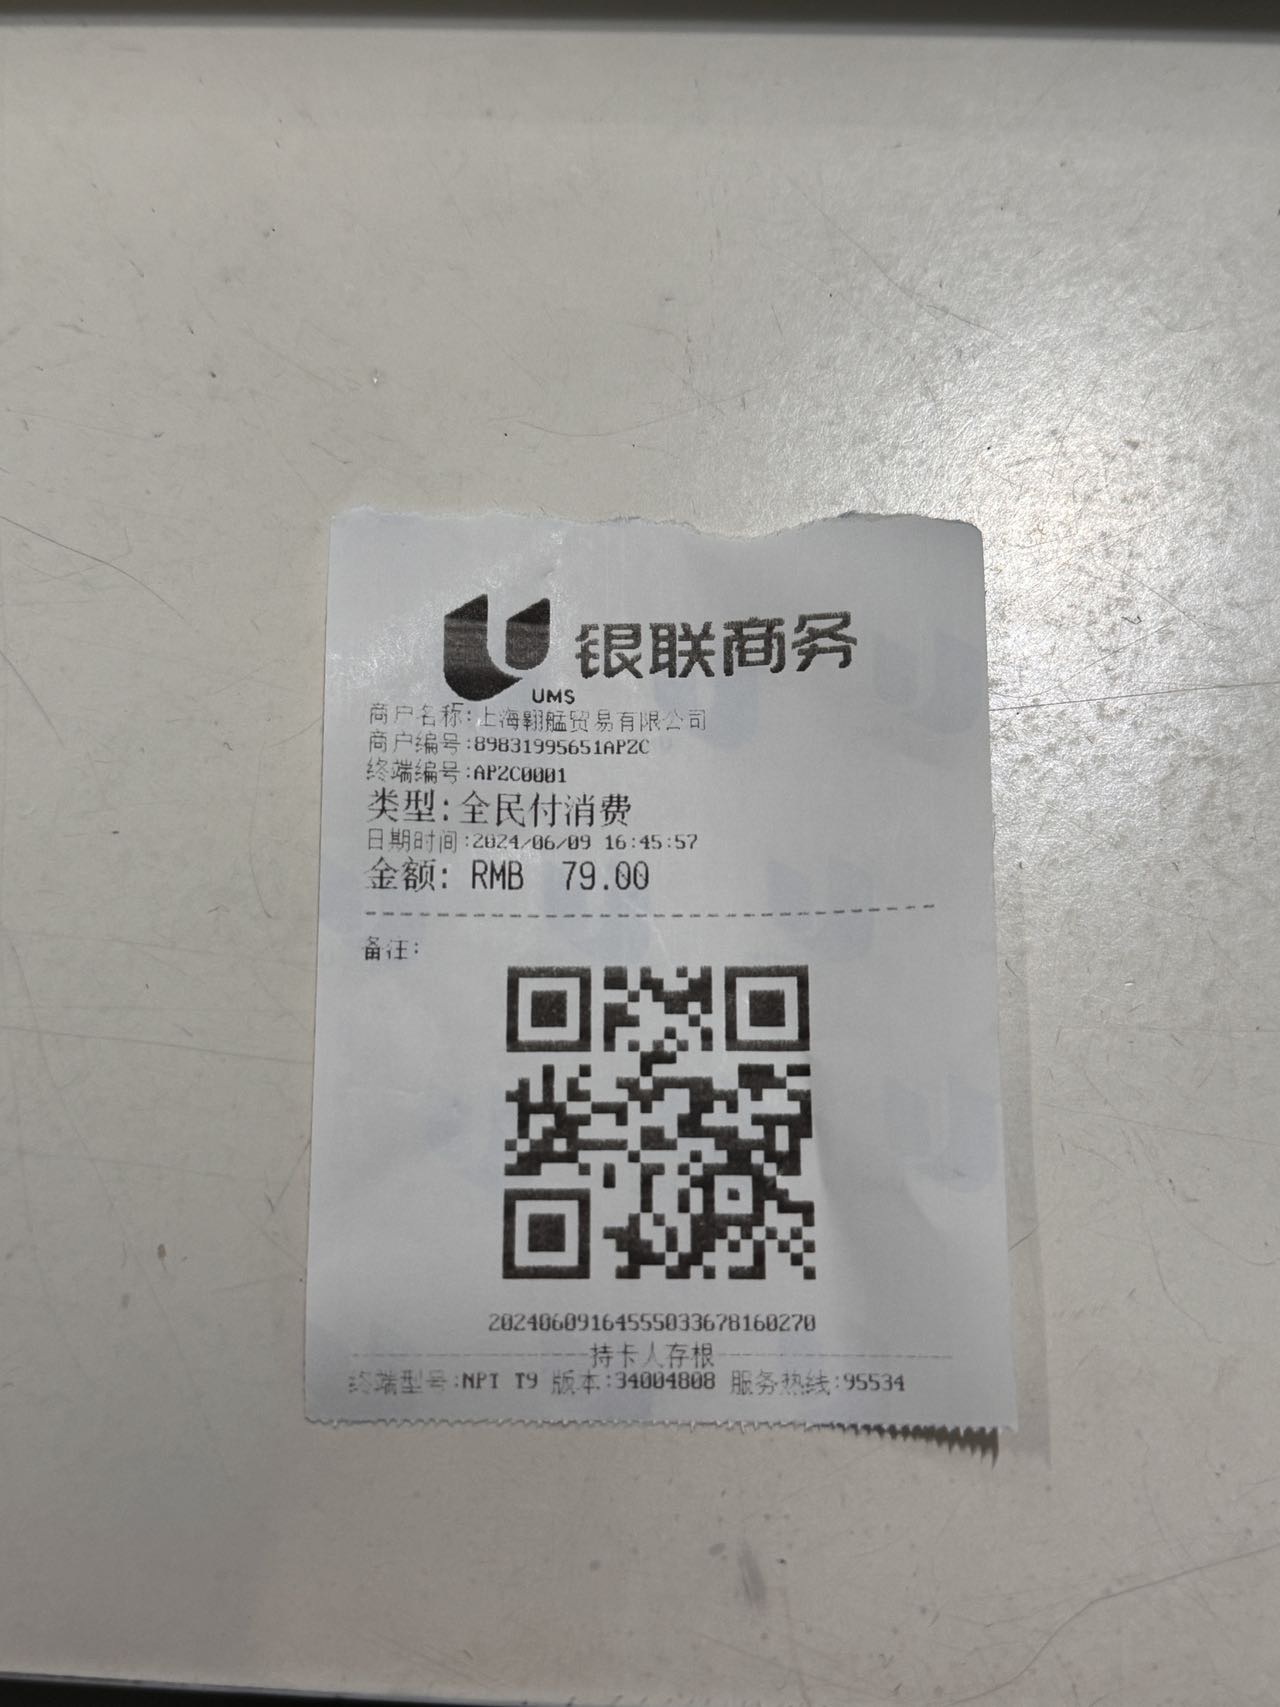 银联商务
UMS
商户名称:上海翾艋贸易有限公司
商户编号:89831995651APZC
终端编号:APZC0001
类型:全民付消费
日期时间:2024/06/09 16:45:57
金额: RMB 79.00
备注:
20240609164555033678160270
持卡人存根
终端型号:NPT T9 版本:34004808 服务热线:95534